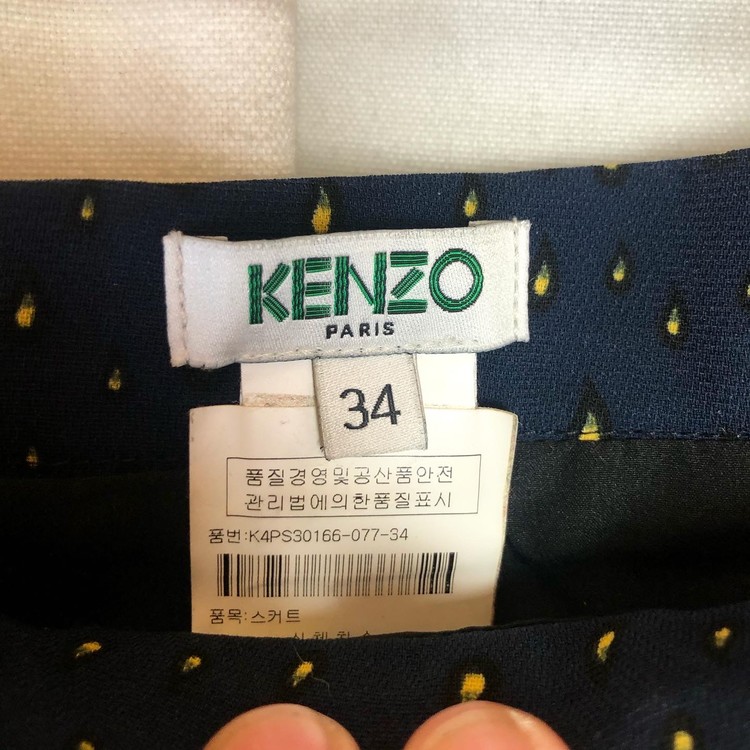 KENZO
PARIS
34
품질경영및공산품안전
관리법에의한품질표시
품번:K4PS30166-077-34
품목:스커트